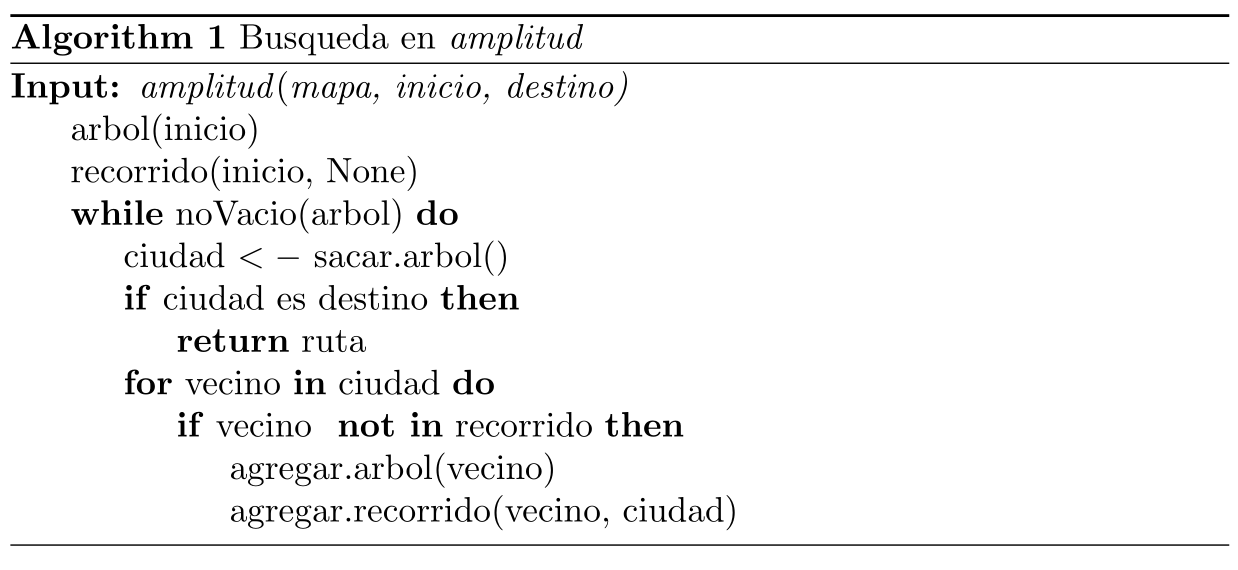 Algorithm 1 Busqueda en amplitud
Input: amplitud(mapa, inicio, destino)
arbol(inicio)
recorrido(inicio, None)
while noVacio(arbol) do
ciudad < − sacar.arbol()
if ciudad es destino then
return ruta
for vecino in ciudad do
if vecino not in recorrido then
agregar.arbol(vecino)
agregar.recorrido(vecino, ciudad)